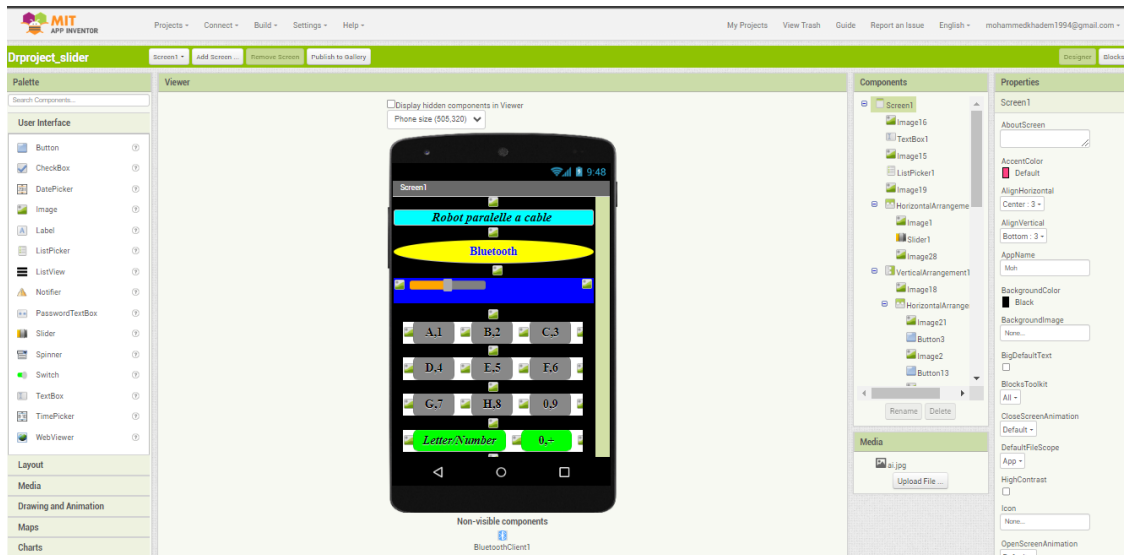 MIT
APP INVENTOR
Projects Connect Build Settings Help My Projects View Trash Guide Report an Issue English mohammedkhadem1994@gmail.com
Drproject_slider Screen1 Add Screen ... Remove Screen Publish to Gallery Designer Blocks
Palette
Search Components...
User Interface
Button
CheckBox
DatePicker
Image
Label
ListPicker
ListView
Notifier
PasswordTextBox
Slider
Spinner
Switch
TextBox
TimePicker
WebViewer
Layout
Media
Drawing and Animation
Maps
Charts
Viewer
Display hidden components in Viewer
Phone size (505,320)
9:48
Screen1
Robot paralelle a cable
Bluetooth
A,1 B,2 C,3
D,4 E,5 F,6
G,7 H,8 0,9
Letter/Number 0,+
Non-visible components
BluetoothClient1
Components
Screen1
Image16
TextBox1
Image15
ListPicker1
Image19
HorizontalArrangeme
Image1
Slider1
Image28
VerticalArrangement1
Image18
HorizontalArrange
Image21
Button3
Image2
Button13
Rename Delete
Media
ai.jpg
Upload File ...
Properties
Screen1
AboutScreen
AccentColor
Default
AlignHorizontal
Center : 3
AlignVertical
Bottom : 3
AppName
Moh
BackgroundColor
Black
BackgroundImage
None...
BigDefaultText
BlocksToolkit
All
CloseScreenAnimation
Default
DefaultFileScope
App
HighContrast
Icon
None...
OpenScreenAnimation